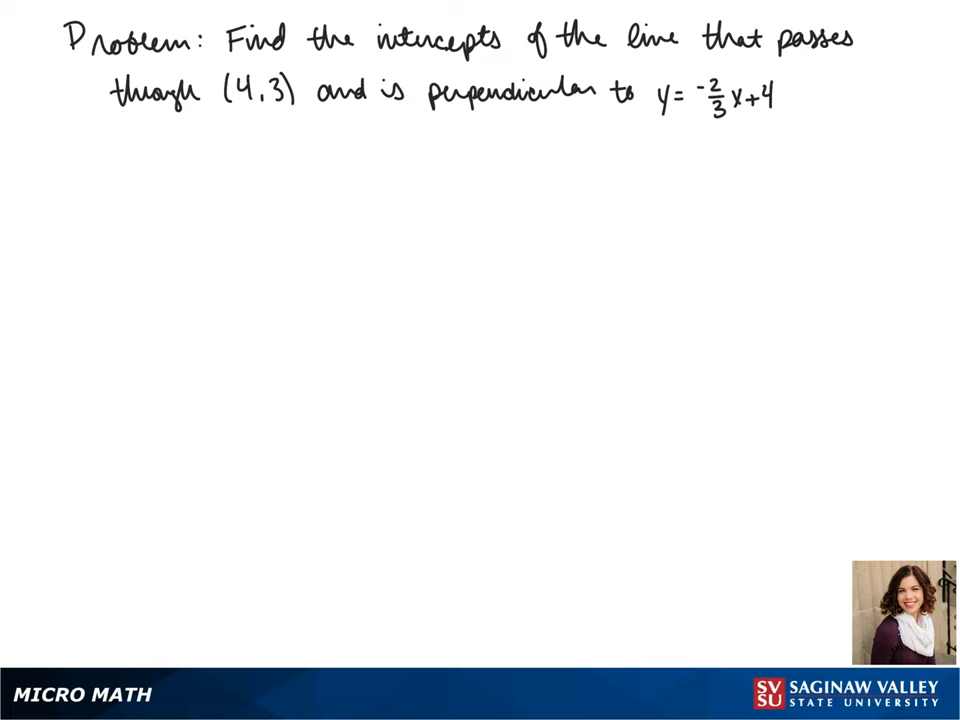 Problem: Find the intercepts of the line that passes
through (4,3) and is perpendicular to y = -2/3 x + 4
MICRO MATH
SV
SU
SAGINAW VALLEY
STATE UNIVERSITY